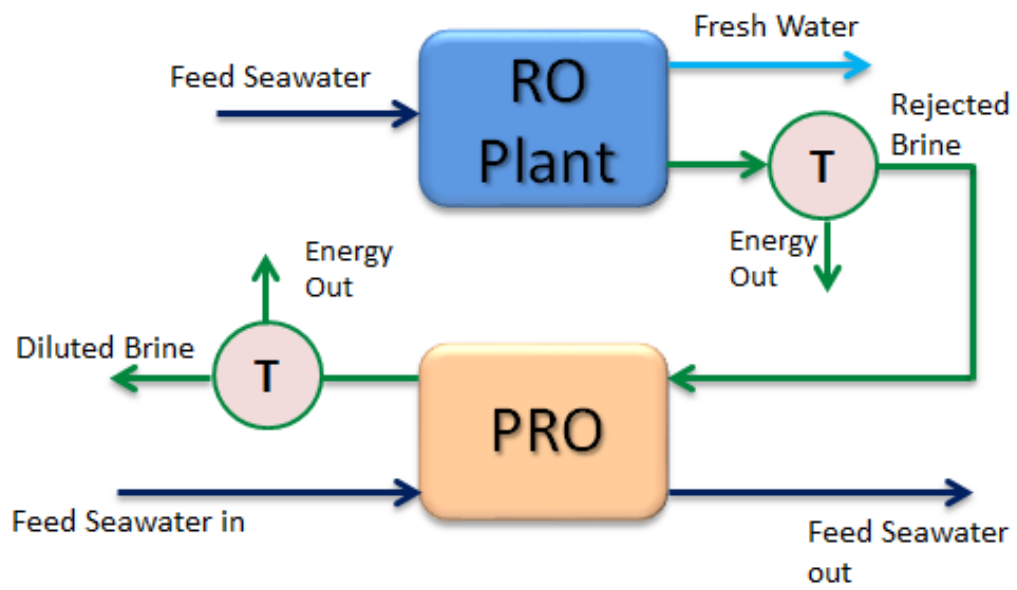 Fresh Water
Feed Seawater
RO
Plant
Rejected
Brine
T
Energy
Out
Energy
Out
Diluted Brine
T
PRO
Feed Seawater in
Feed Seawater
out